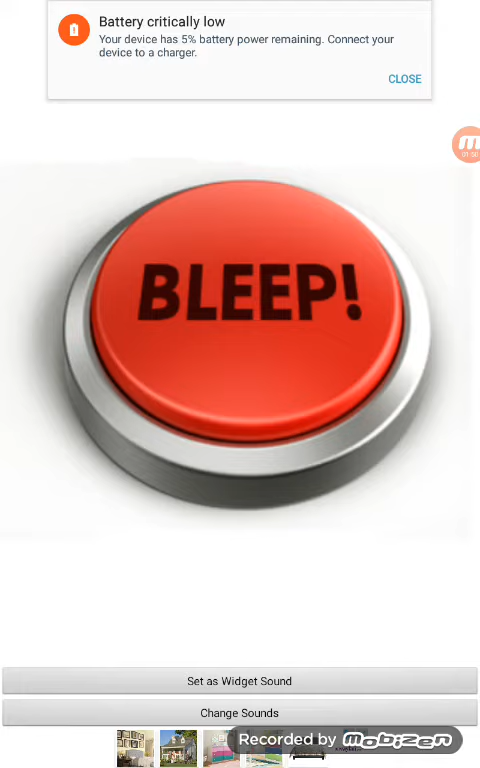 Battery critically low
Your device has 5% battery power remaining. Connect your
device to a charger.
CLOSE
BLEEP!
Set as Widget Sound
Change Sounds
Recorded by mobizen